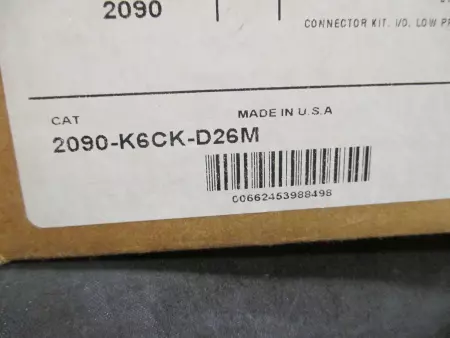 2090
CONNECTOR KIT, I/O, LOW
CAT
MADE IN U.S.A
2090-K6CK-D26M
00662453988498